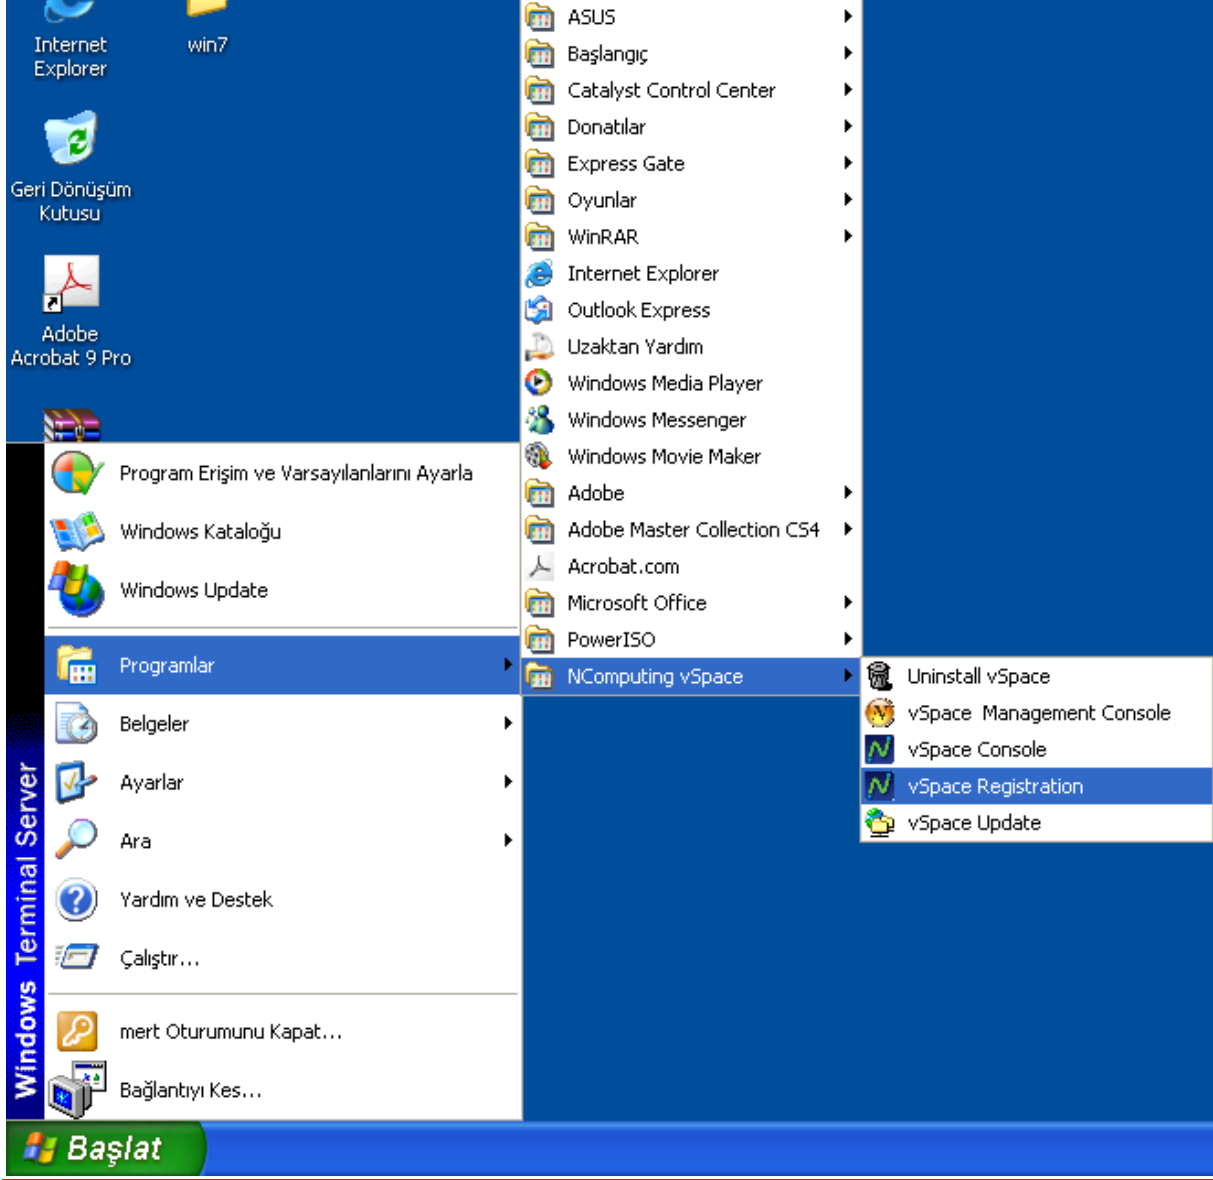 Internet
Explorer
win7
Geri Dönüşüm
Kutusu
Adobe
Acrobat 9 Pro
ASUS
Başlangıç
Catalyst Control Center
Donatılar
Express Gate
Oyunlar
WinRAR
Internet Explorer
Outlook Express
Uzaktan Yardım
Windows Media Player
Windows Messenger
Windows Movie Maker
Adobe
Adobe Master Collection CS4
Acrobat.com
Microsoft Office
PowerISO
NComputing vSpace
Uninstall vSpace
vSpace Management Console
vSpace Console
vSpace Registration
vSpace Update
Program Erişim ve Varsayılanlarını Ayarla
Windows Kataloğu
Windows Update
Programlar
Belgeler
Ayarlar
Ara
Yardım ve Destek
Çalıştır...
mert Oturumunu Kapat...
Bağlantıyı Kes...
Windows Terminal Server
Başlat